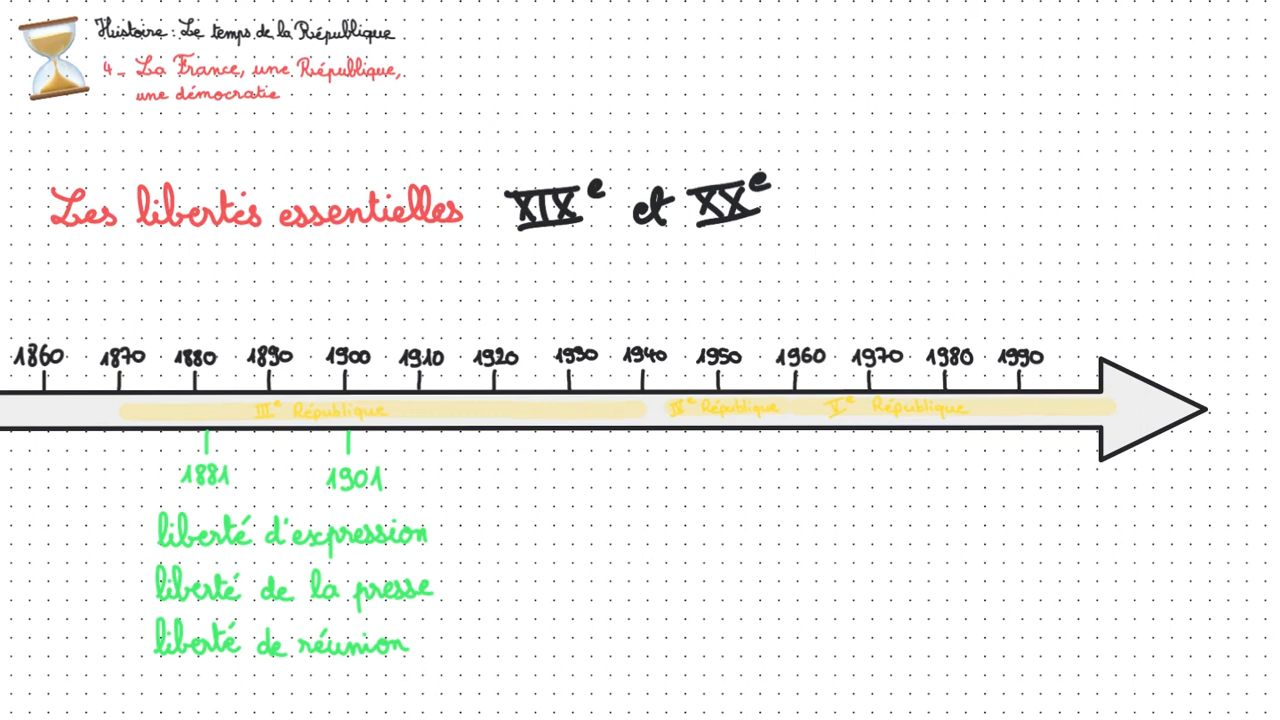 Histoire : Le temps de la République
4 - La France, une République,
une démocratie
Les libertés essentielles XIXe et XXe
1860 1870 1880 1890 1900 1910 1920 1930 1940 1950 1960 1970 1980 1990
IIIe République IVe République Ve République
1881 1901
liberté d'expression
liberté de la presse
liberté de réunion